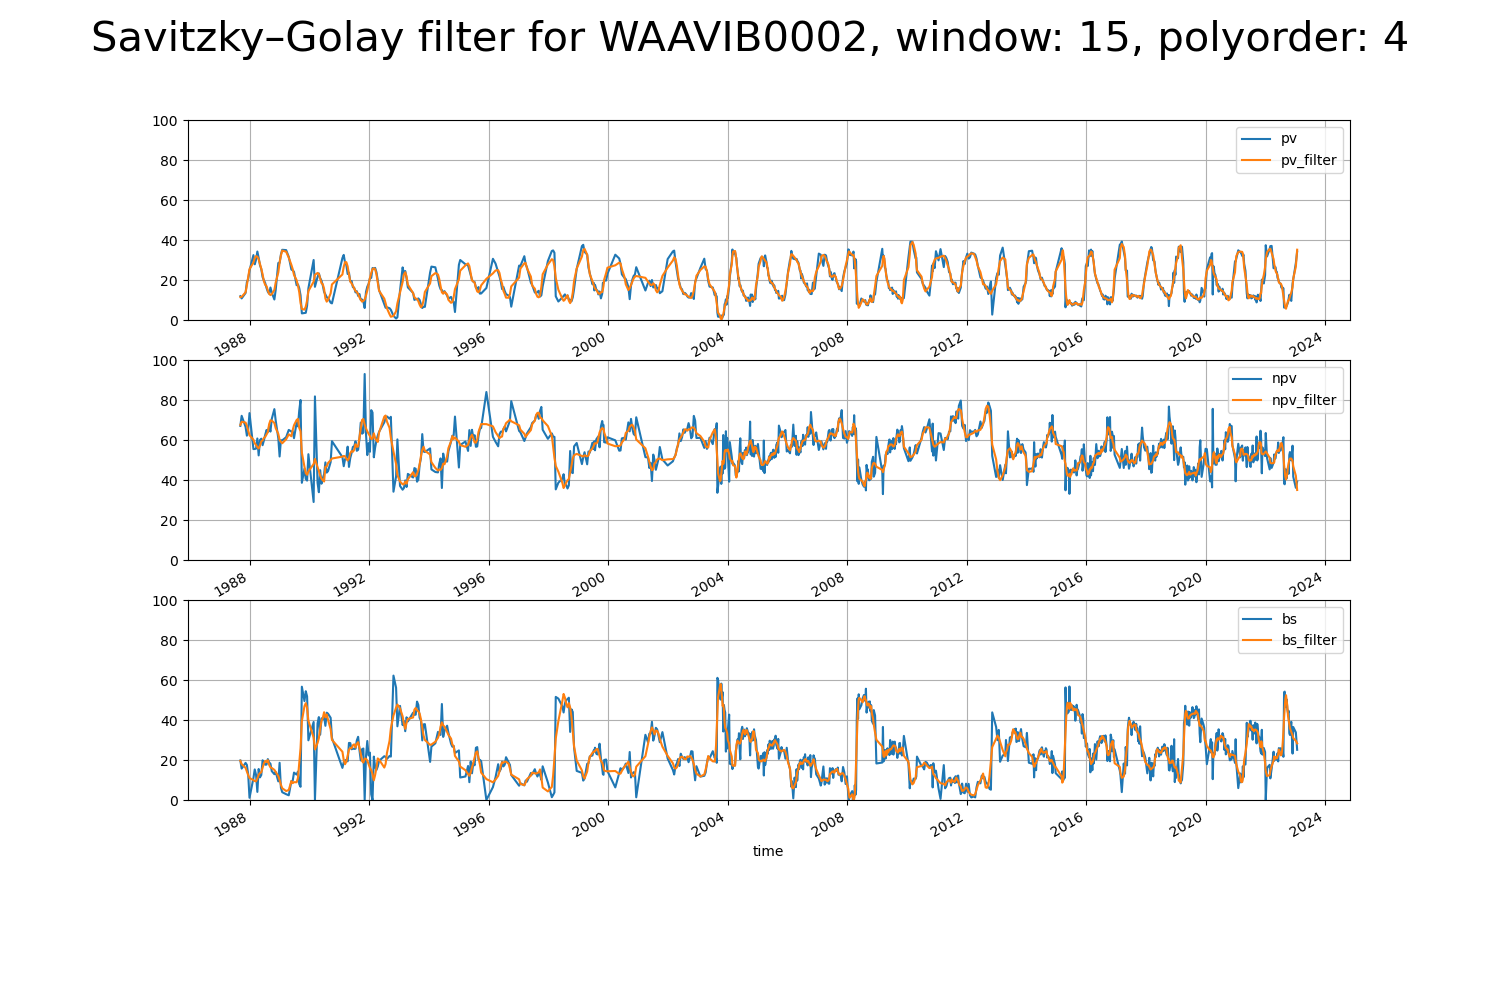 Savitzky–Golay filter for WAAVIB0002, window: 15, polyorder: 4
100
80
60
40
20
0
pv
pv_filter
1988 1992 1996 2000 2004 2008 2012 2016 2020 2024
100
80
60
40
20
0
npv
npv_filter
1988 1992 1996 2000 2004 2008 2012 2016 2020 2024
100
80
60
40
20
0
bs
bs_filter
1988 1992 1996 2000 2004 2008 2012 2016 2020 2024
time